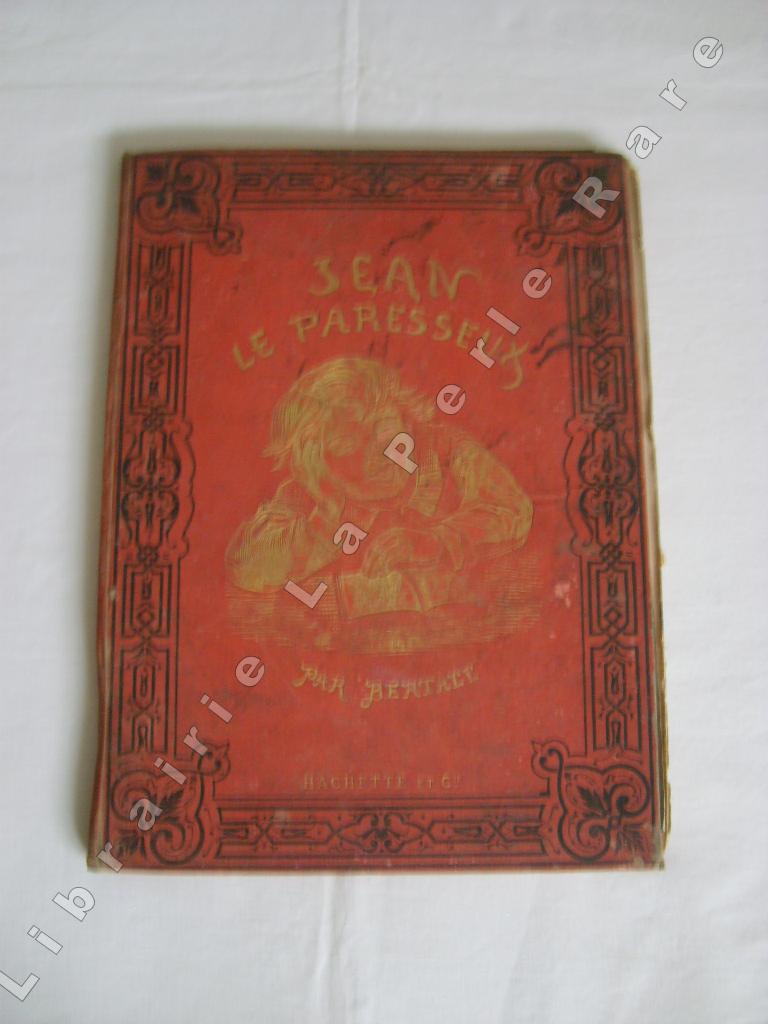 JEAN
LE PARESSEUX
PAR BERTALL
HACHETTE ET Cie
Librairie La Perle Rare